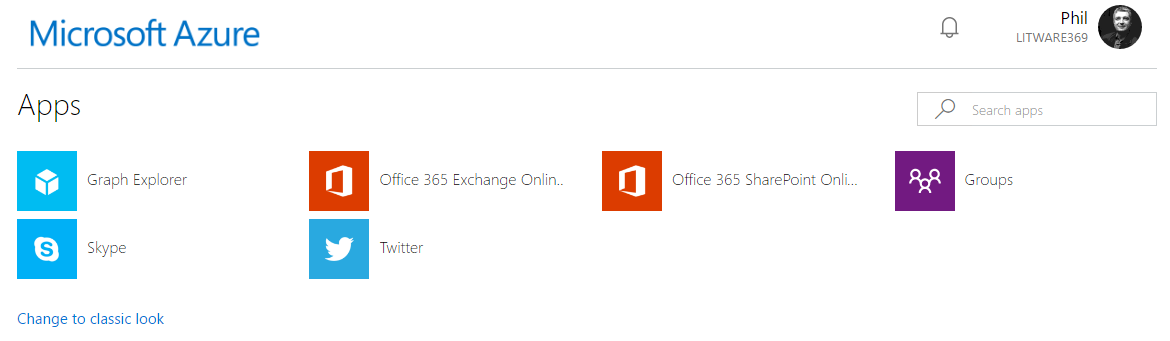 Microsoft Azure
Phil
LITWARE369
Apps
Search apps
Graph Explorer
Office 365 Exchange Onlin..
Office 365 SharePoint Onli...
Groups
Skype
Twitter
Change to classic look